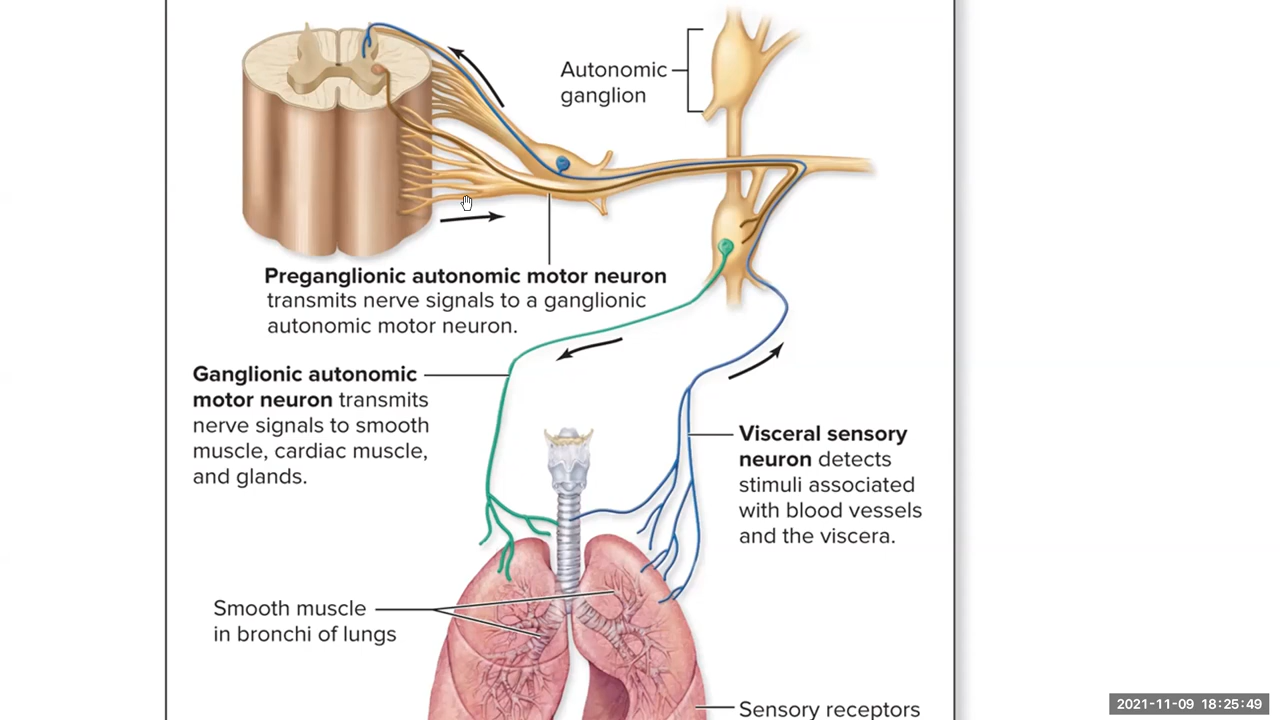 Autonomic
ganglion
Preganglionic autonomic motor neuron
transmits nerve signals to a ganglionic
autonomic motor neuron.
Ganglionic autonomic
motor neuron transmits
nerve signals to smooth
muscle, cardiac muscle,
and glands.
Visceral sensory
neuron detects
stimuli associated
with blood vessels
and the viscera.
Smooth muscle
in bronchi of lungs
Sensory receptors
2021-11-09 18:25:49